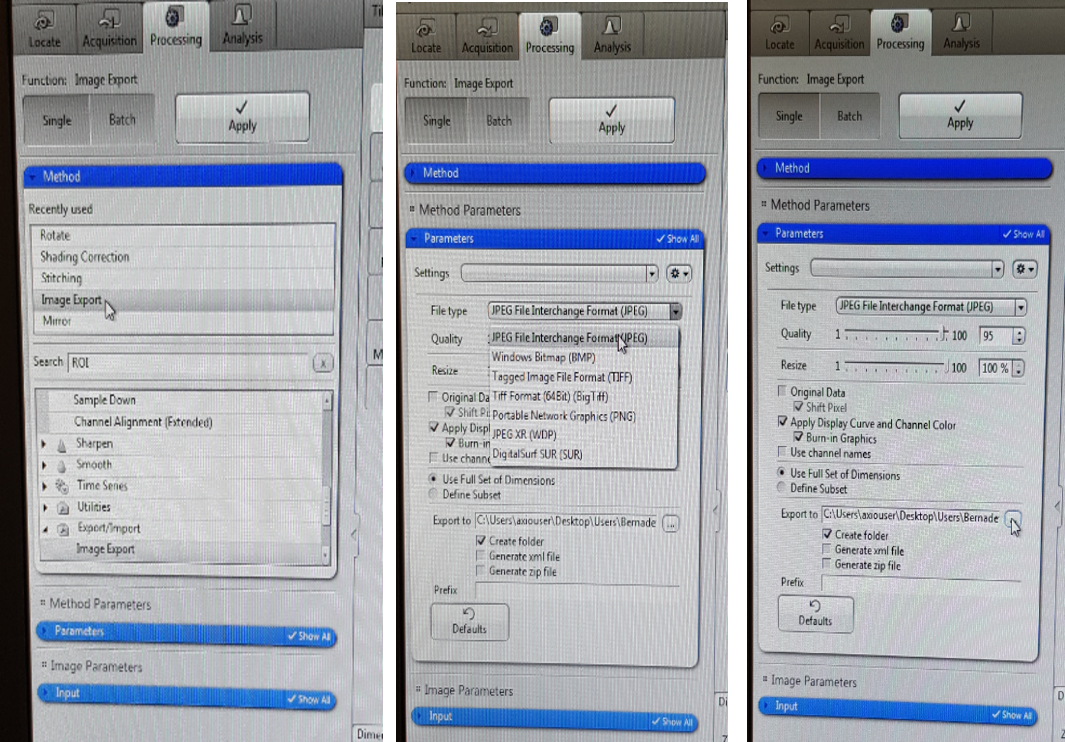 Locate Acquisition Processing Analysis
Function: Image Export
Single Batch Apply
Method
Recently used
Rotate
Shading Correction
Stitching
Image Export
Mirror
Search ROI x
Sample Down
Channel Alignment (Extended)
Sharpen
Smooth
Time Series
Utilities
Export/Import
Image Export
Method Parameters
Parameters Show All
Image Parameters
Input Show All
Locate Acquisition Processing Analysis
Function: Image Export
Single Batch Apply
Method
Method Parameters
Parameters Show All
Settings
File type JPEG File Interchange Format (JPEG)
Quality JPEG File Interchange Format (JPEG)
Windows Bitmap (BMP)
Resize Tagged Image File Format (TIFF)
Original Da Tiff Format (64Bit) (BigTiff)
Shift Pi Portable Network Graphics (PNG)
Apply Disp JPEG XR (WDP)
Burn-in
Use channe DigitalSurf SUR (SUR)
Use Full Set of Dimensions
Define Subset
Export to C:\Users\axiouser\Desktop\Users\Bernade ...
Create folder
Generate xml file
Generate zip file
Prefix
Defaults
Image Parameters
Input Show All
Locate Acquisition Processing Analysis
Function: Image Export
Single Batch Apply
Method
Method Parameters
Parameters Show All
Settings
File type JPEG File Interchange Format (JPEG)
Quality 1 100 95
Resize 1 100 100 %
Original Data
Shift Pixel
Apply Display Curve and Channel Color
Burn-in Graphics
Use channel names
Use Full Set of Dimensions
Define Subset
Export to C:\Users\axiouser\Desktop\Users\Bernade
Create folder
Generate xml file
Generate zip file
Prefix
Defaults
Image Parameters
Input Show All